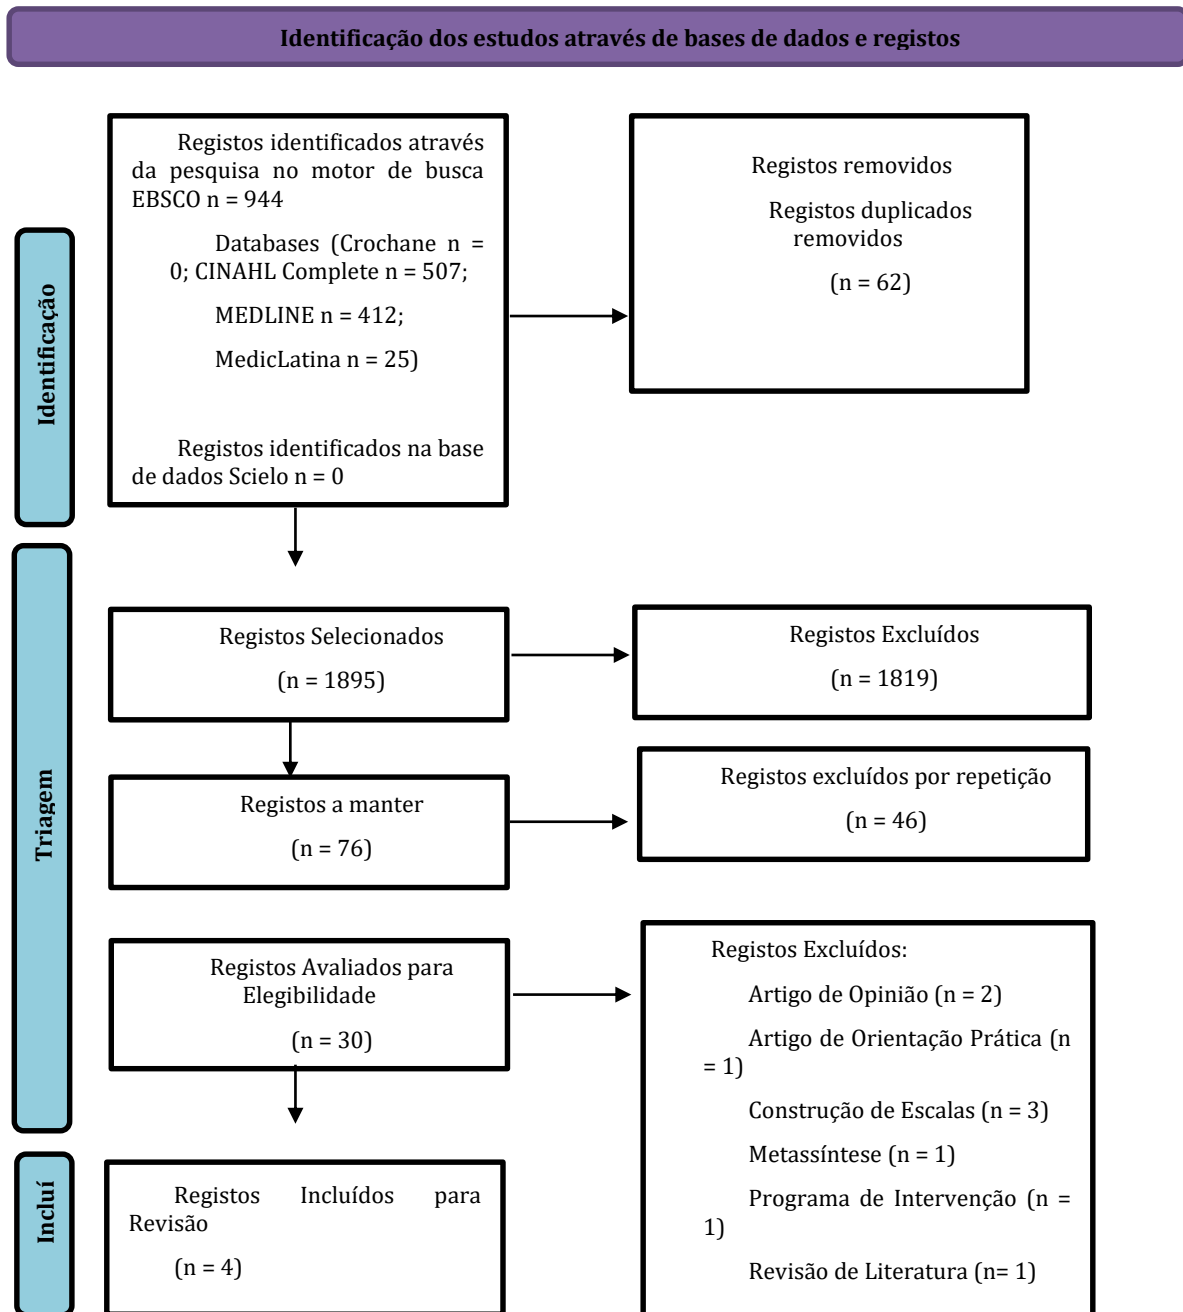 Identificação dos estudos através de bases de dados e registos
Identificação
Registos identificados através
da pesquisa no motor de busca
EBSCO n = 944
Databases (Crochane n =
0; CINAHL Complete n = 507;
MEDLINE n = 412;
MedicLatina n = 25)
Registos identificados na base
de dados Scielo n = 0
Registos removidos
Registos duplicados
removidos
(n = 62)
Triagem
Registos Selecionados
(n = 1895)
Registos Excluídos
(n = 1819)
Registos a manter
(n = 76)
Registos excluídos por repetição
(n = 46)
Registos Avaliados para
Elegibilidade
(n = 30)
Registos Excluídos:
Artigo de Opinião (n = 2)
Artigo de Orientação Prática (n
= 1)
Construção de Escalas (n = 3)
Metassíntese (n = 1)
Programa de Intervenção (n =
1)
Revisão de Literatura (n= 1)
Incluí
Registos Incluídos para
Revisão
(n = 4)